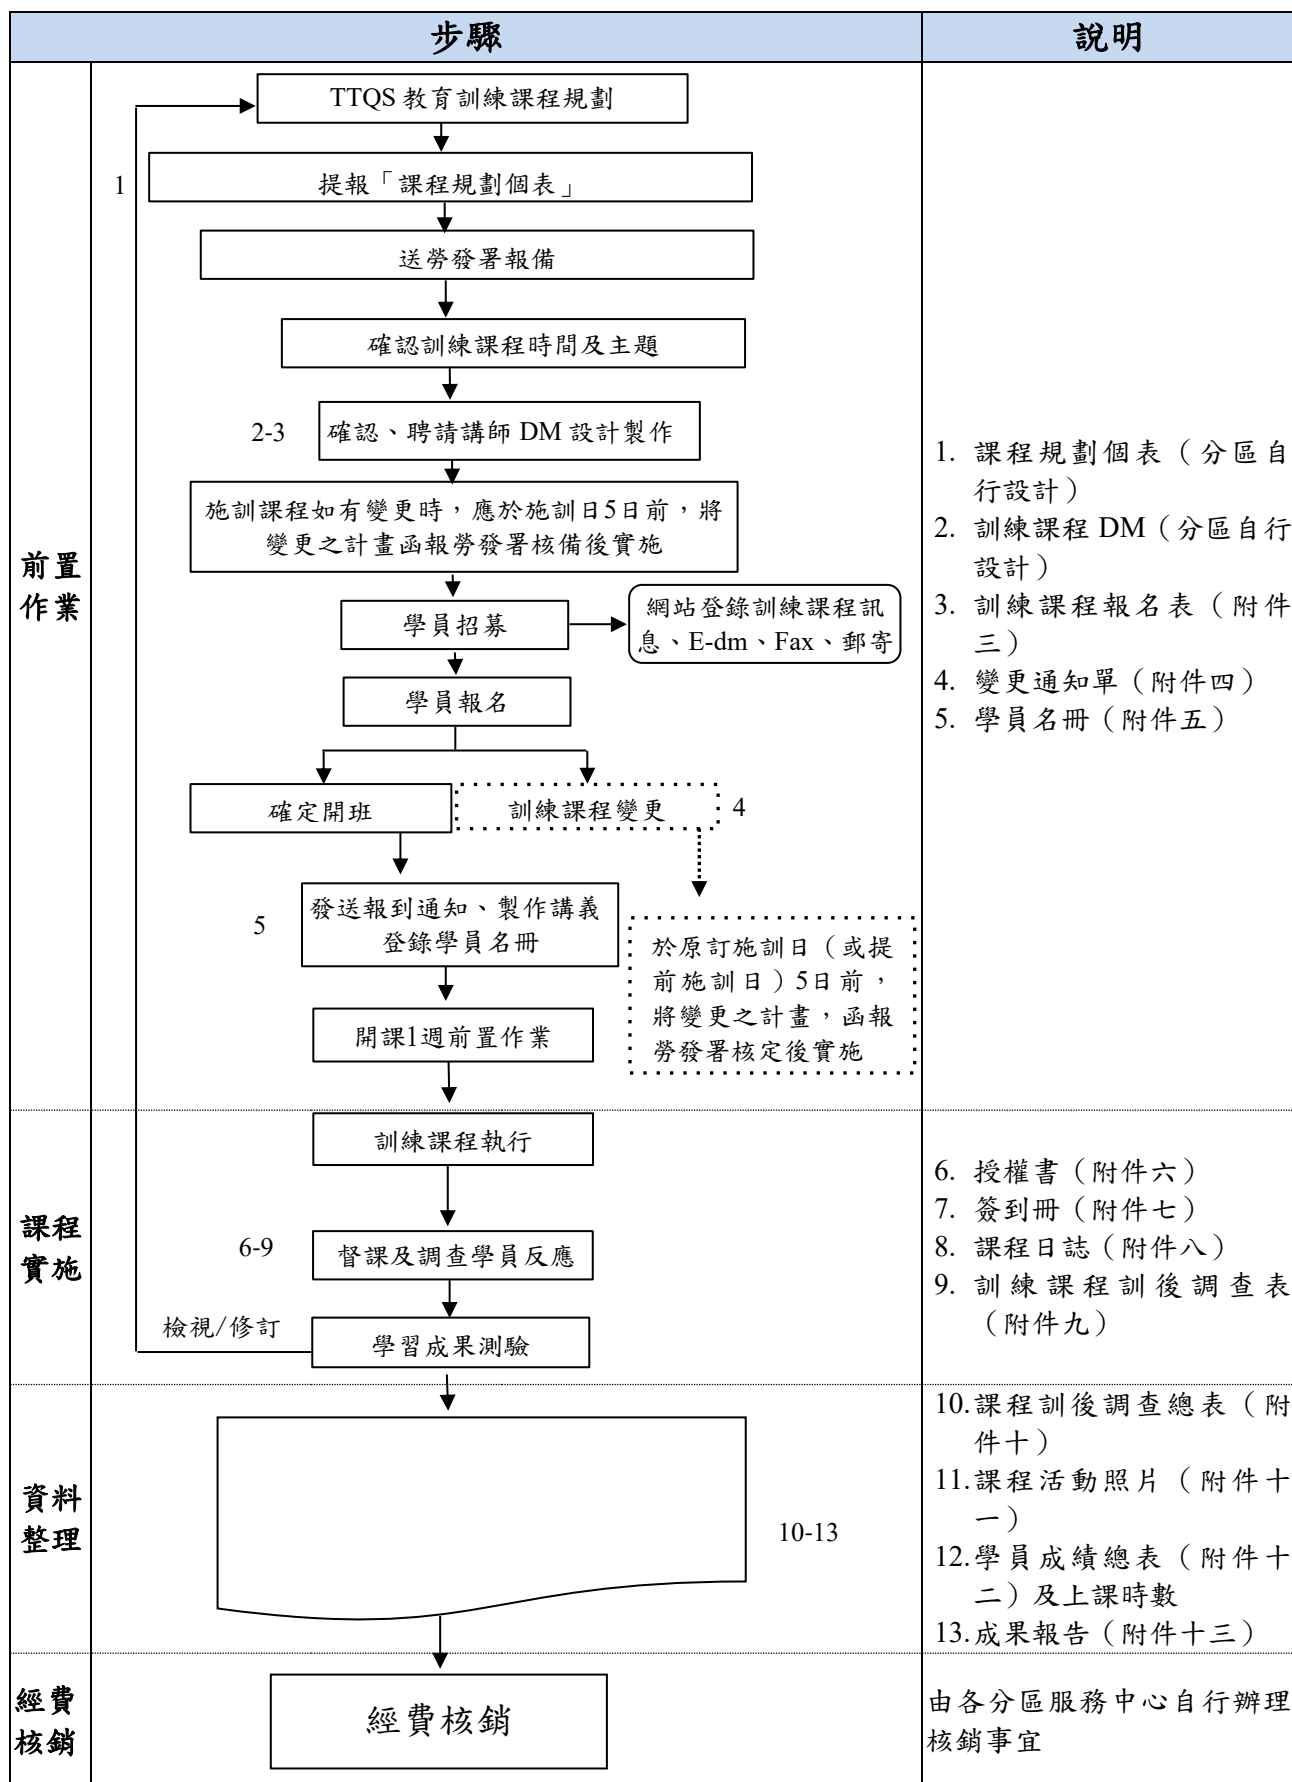 步驟
說明
前置
作業
TTQS 教育訓練課程規劃
1
提報「課程規劃個表」
送勞發署報備
確認訓練課程時間及主題
2-3
確認、聘請講師 DM 設計製作
施訓課程如有變更時，應於施訓日5日前，將
變更之計畫函報勞發署核備後實施
學員招募
網站登錄訓練課程訊
息、E-dm、Fax、郵寄
學員報名
確定開班
訓練課程變更
4
5
發送報到通知、製作講義
登錄學員名冊
於原訂施訓日（或提
前施訓日）5日前，
將變更之計畫，函報
勞發署核定後實施
開課1週前置作業
1. 課程規劃個表（分區自
行設計）
2. 訓練課程 DM（分區自行
設計）
3. 訓練課程報名表（附件
三）
4. 變更通知單（附件四）
5. 學員名冊（附件五）
課程
實施
訓練課程執行
6-9
督課及調查學員反應
檢視/修訂
學習成果測驗
6. 授權書（附件六）
7. 簽到冊（附件七）
8. 課程日誌（附件八）
9. 訓練課程訓後調查表
（附件九）
資料
整理
10-13
10.課程訓後調查總表（附
件十）
11.課程活動照片（附件十
一）
12.學員成績總表（附件十
二）及上課時數
13.成果報告（附件十三）
經費
核銷
經費核銷
由各分區服務中心自行辦理
核銷事宜